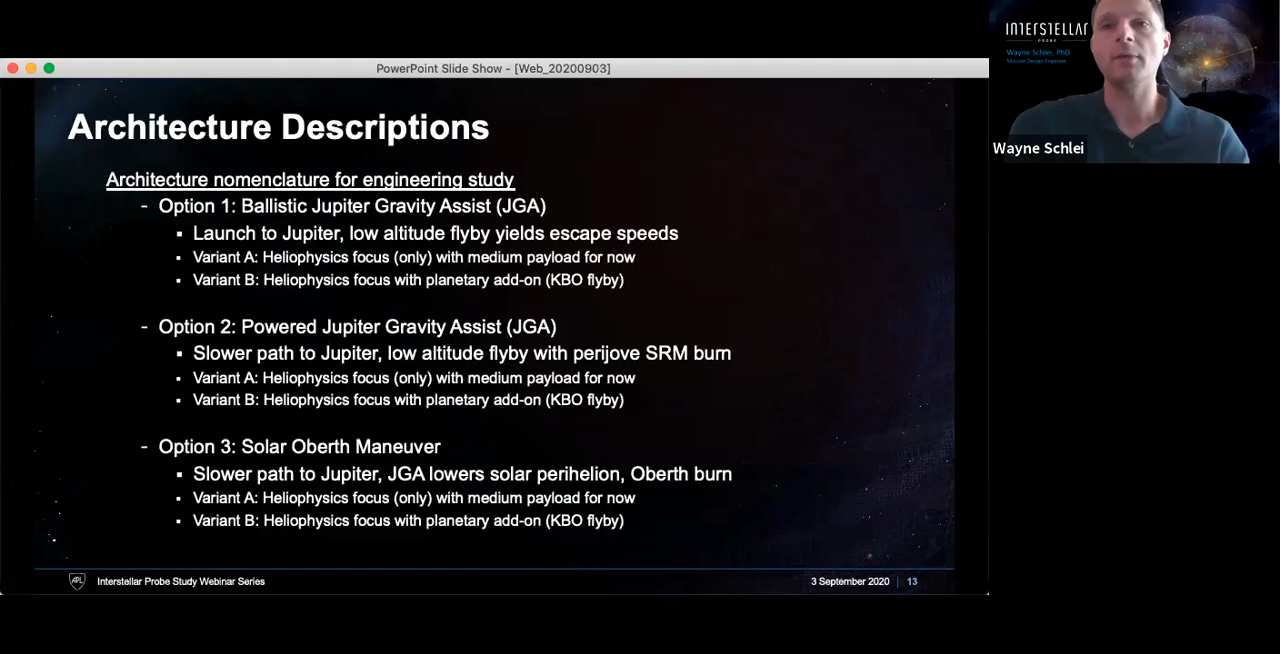 PowerPoint Slide Show - [Web_20200903]
Architecture Descriptions
Architecture nomenclature for engineering study
- Option 1: Ballistic Jupiter Gravity Assist (JGA)
▪ Launch to Jupiter, low altitude flyby yields escape speeds
▪ Variant A: Heliophysics focus (only) with medium payload for now
▪ Variant B: Heliophysics focus with planetary add-on (KBO flyby)
- Option 2: Powered Jupiter Gravity Assist (JGA)
▪ Slower path to Jupiter, low altitude flyby with perijove SRM burn
▪ Variant A: Heliophysics focus (only) with medium payload for now
▪ Variant B: Heliophysics focus with planetary add-on (KBO flyby)
- Option 3: Solar Oberth Maneuver
▪ Slower path to Jupiter, JGA lowers solar perihelion, Oberth burn
▪ Variant A: Heliophysics focus (only) with medium payload for now
▪ Variant B: Heliophysics focus with planetary add-on (KBO flyby)
APL Interstellar Probe Study Webinar Series
3 September 2020 | 13
INTERSTELLAR
PROBE
Wayne Schlei, PhD
Mission Design Engineer
Wayne Schlei